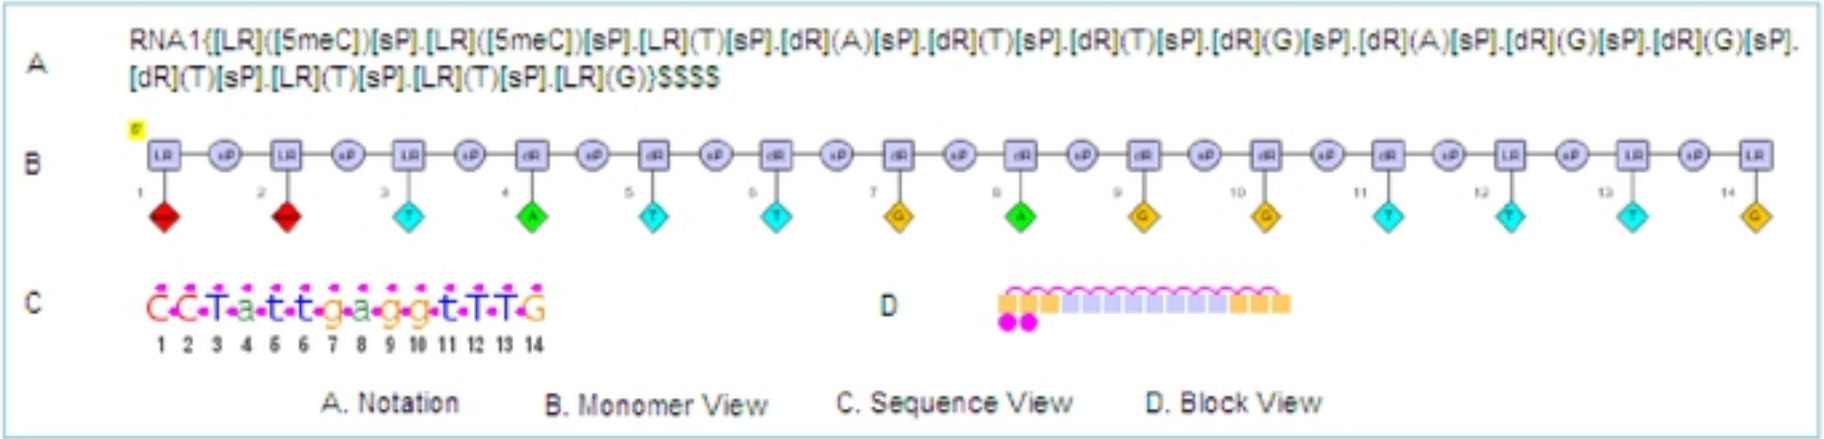 A
RNA1{[LR]([5meC])[sP].[LR]([5meC])[sP].[LR](T)[sP].[dR](A)[sP].[dR](T)[sP].[dR](T)[sP].[dR](G)[sP].[dR](A)[sP].[dR](G)[sP].[dR](G)[sP].
[dR](T)[sP].[LR](T)[sP].[LR](T)[sP].[LR](G)}$$$$
5'
B
LR sP LR sP LR sP dR sP dR sP dR sP dR sP dR sP dR sP dR sP dR sP LR sP LR sP LR
1 2 3 4 5 6 7 8 9 10 11 12 13 14
T A T T G A G G T T T G
C
CCTattgaggtTTG
1 2 3 4 5 6 7 8 9 10 11 12 13 14
D
A. Notation B. Monomer View C. Sequence View D. Block View